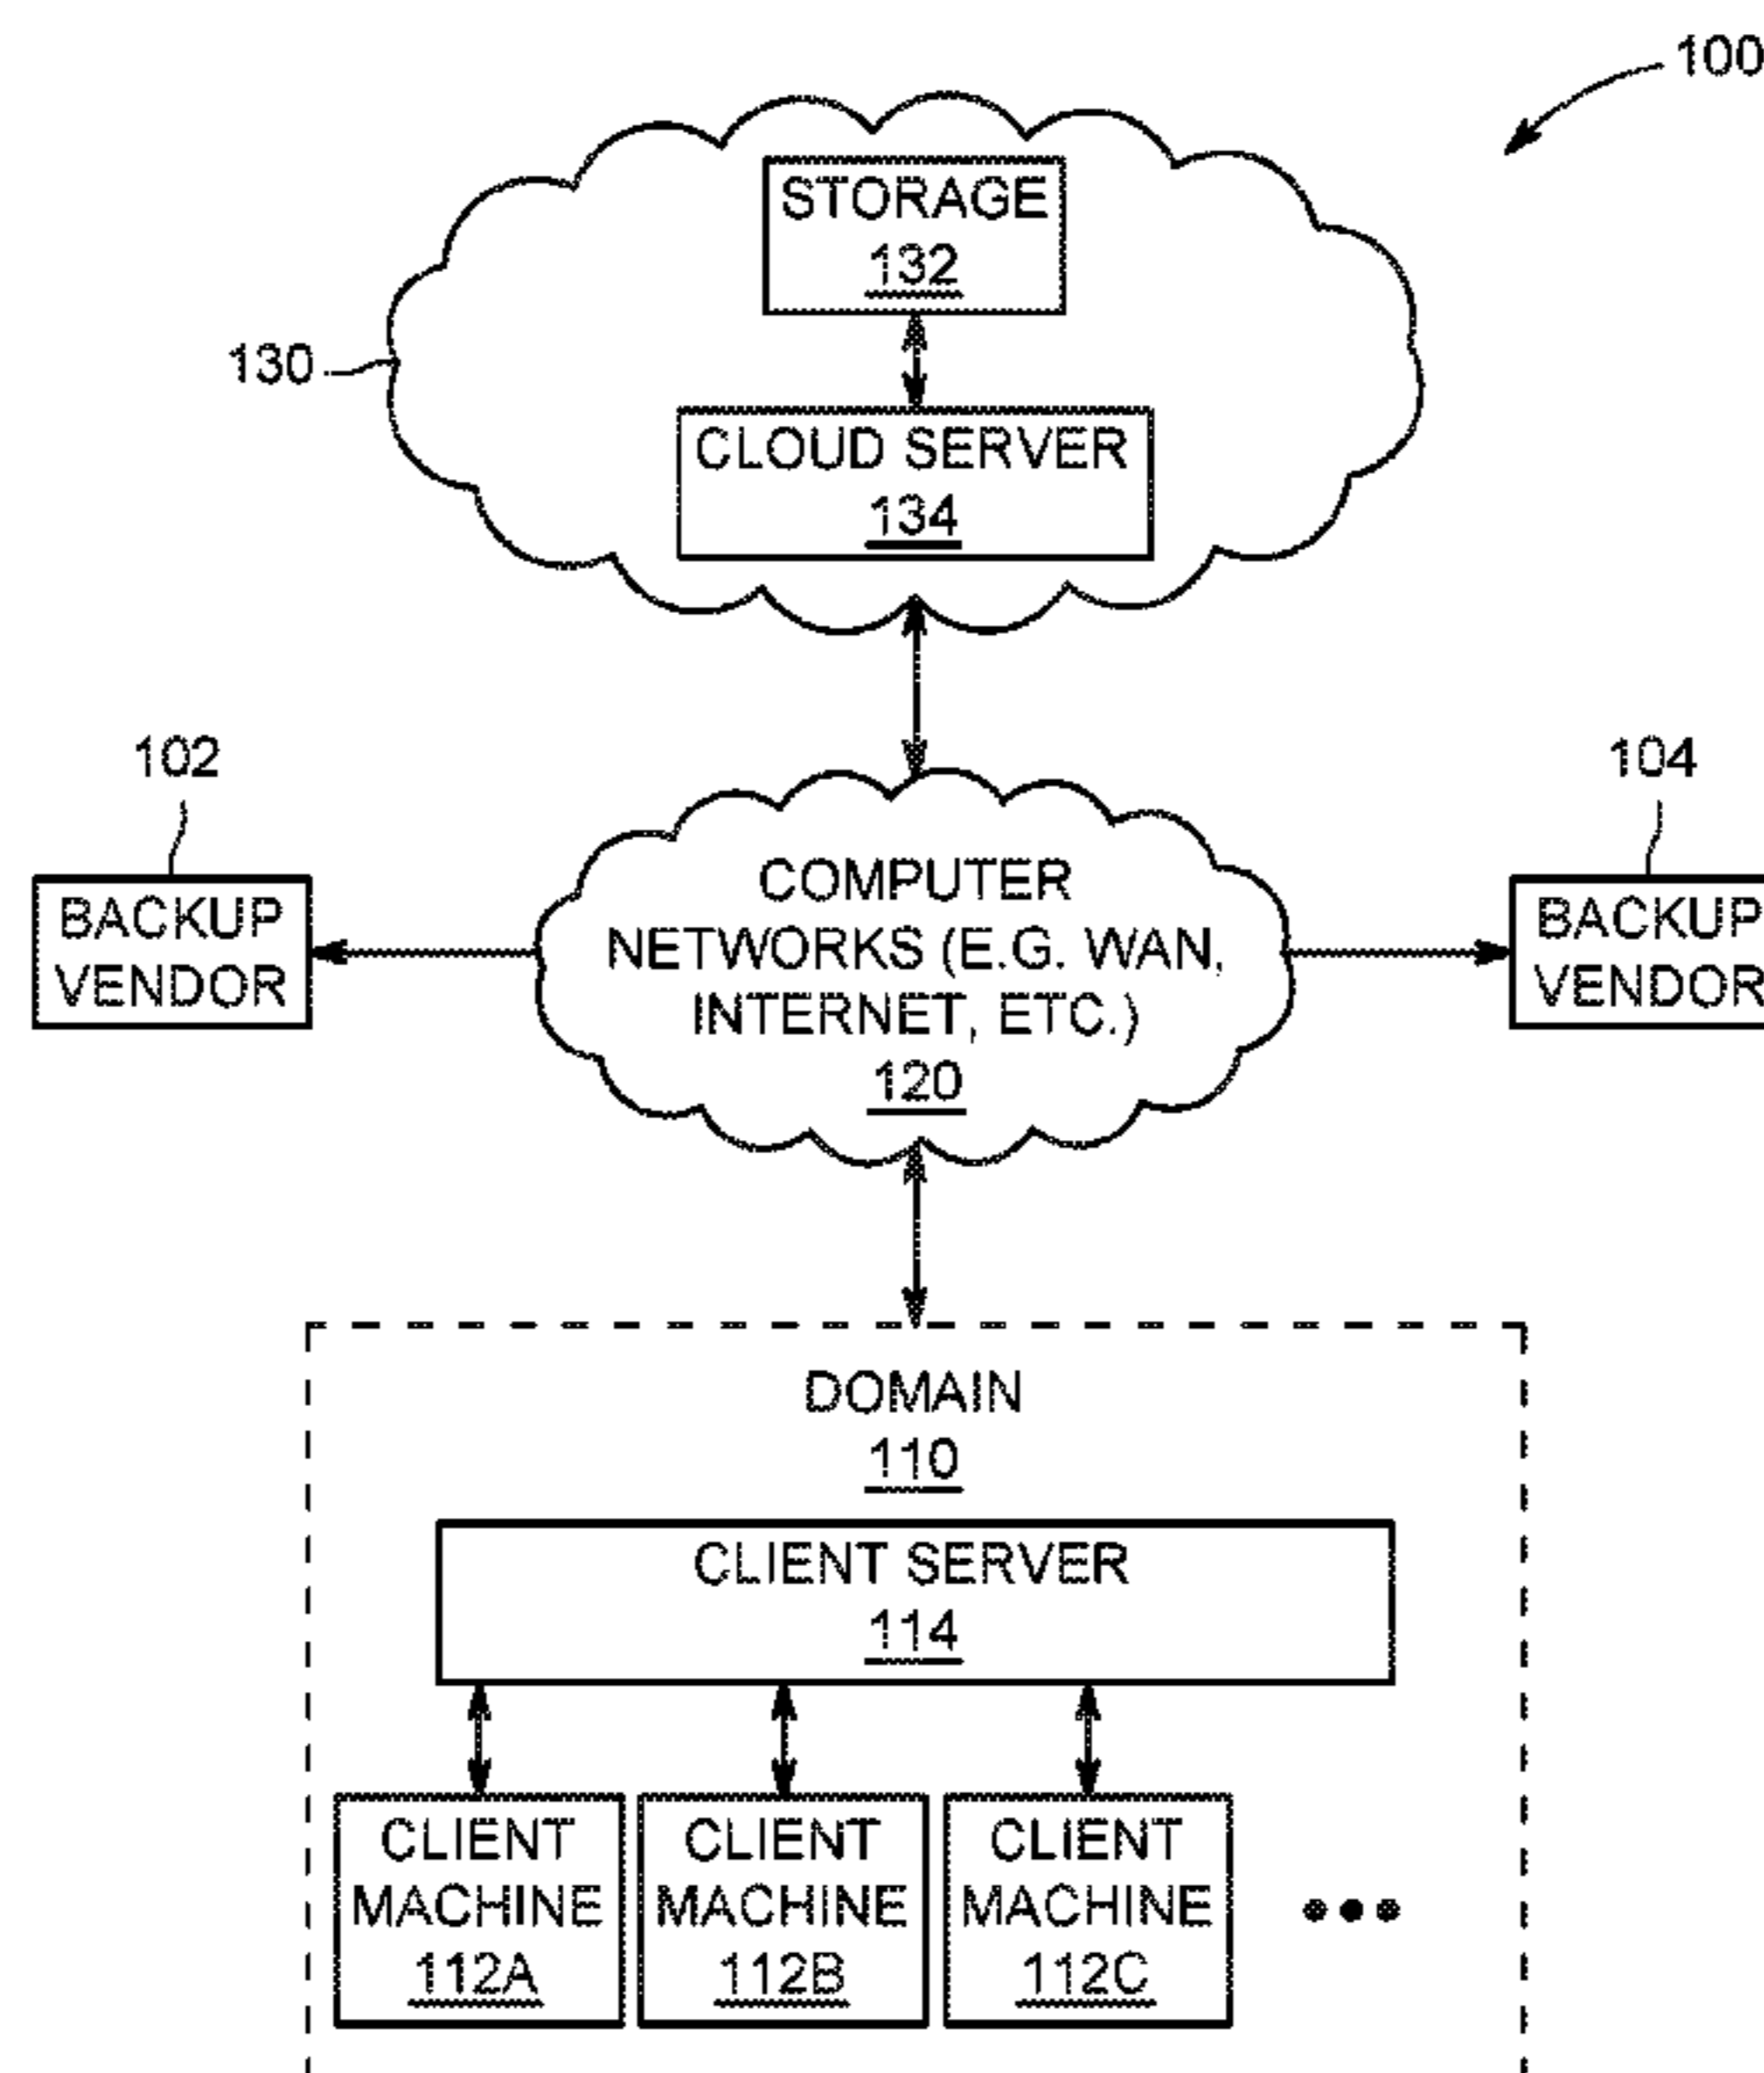 100
STORAGE
132
130
CLOUD SERVER
134
102
104
BACKUP
VENDOR
COMPUTER
NETWORKS (E.G. WAN,
INTERNET, ETC.)
120
BACKUP
VENDOR
DOMAIN
110
CLIENT SERVER
114
CLIENT
MACHINE
112A
CLIENT
MACHINE
112B
CLIENT
MACHINE
112C
•••